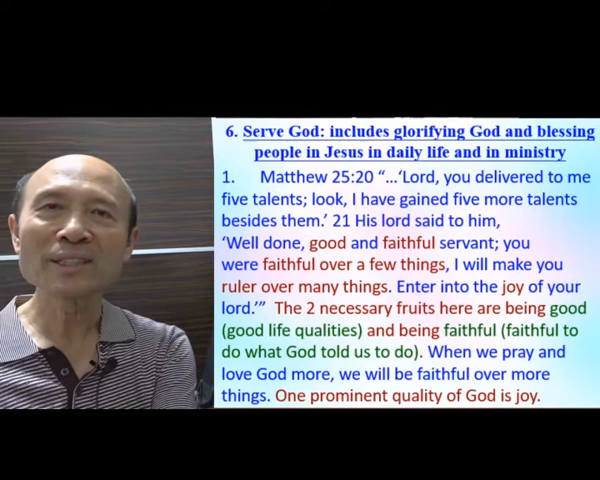 6. Serve God: includes glorifying God and blessing
people in Jesus in daily life and in ministry
1. Matthew 25:20 “…‘Lord, you delivered to me
five talents; look, I have gained five more talents
besides them.’ 21 His lord said to him,
‘Well done, good and faithful servant; you
were faithful over a few things, I will make you
ruler over many things. Enter into the joy of your
lord.’” The 2 necessary fruits here are being good
(good life qualities) and being faithful (faithful to
do what God told us to do). When we pray and
love God more, we will be faithful over more
things. One prominent quality of God is joy.